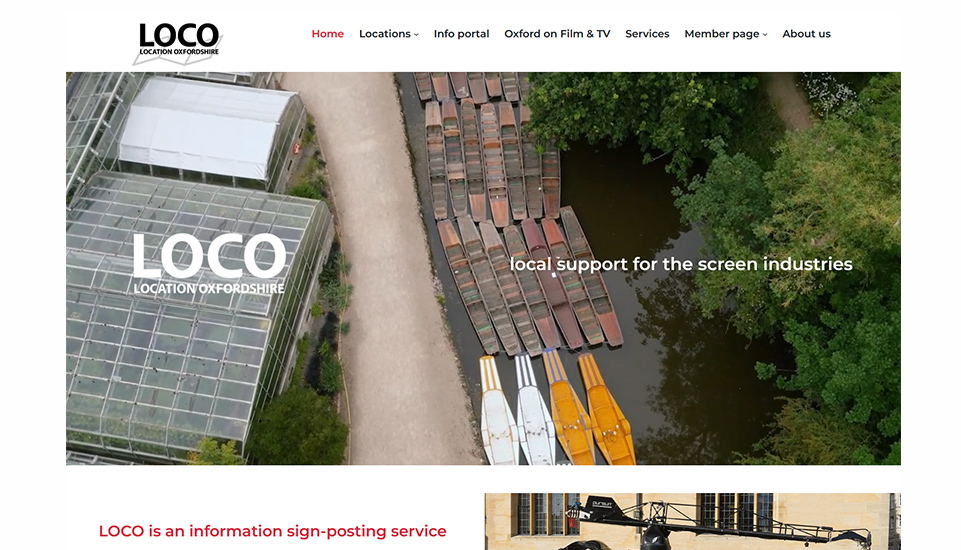 LOCO
LOCATION OXFORDSHIRE
Home Locations Info portal Oxford on Film & TV Services Member page About us
LOCO
LOCATION OXFORDSHIRE
local support for the screen industries
LOCO is an information sign-posting service
pursuit